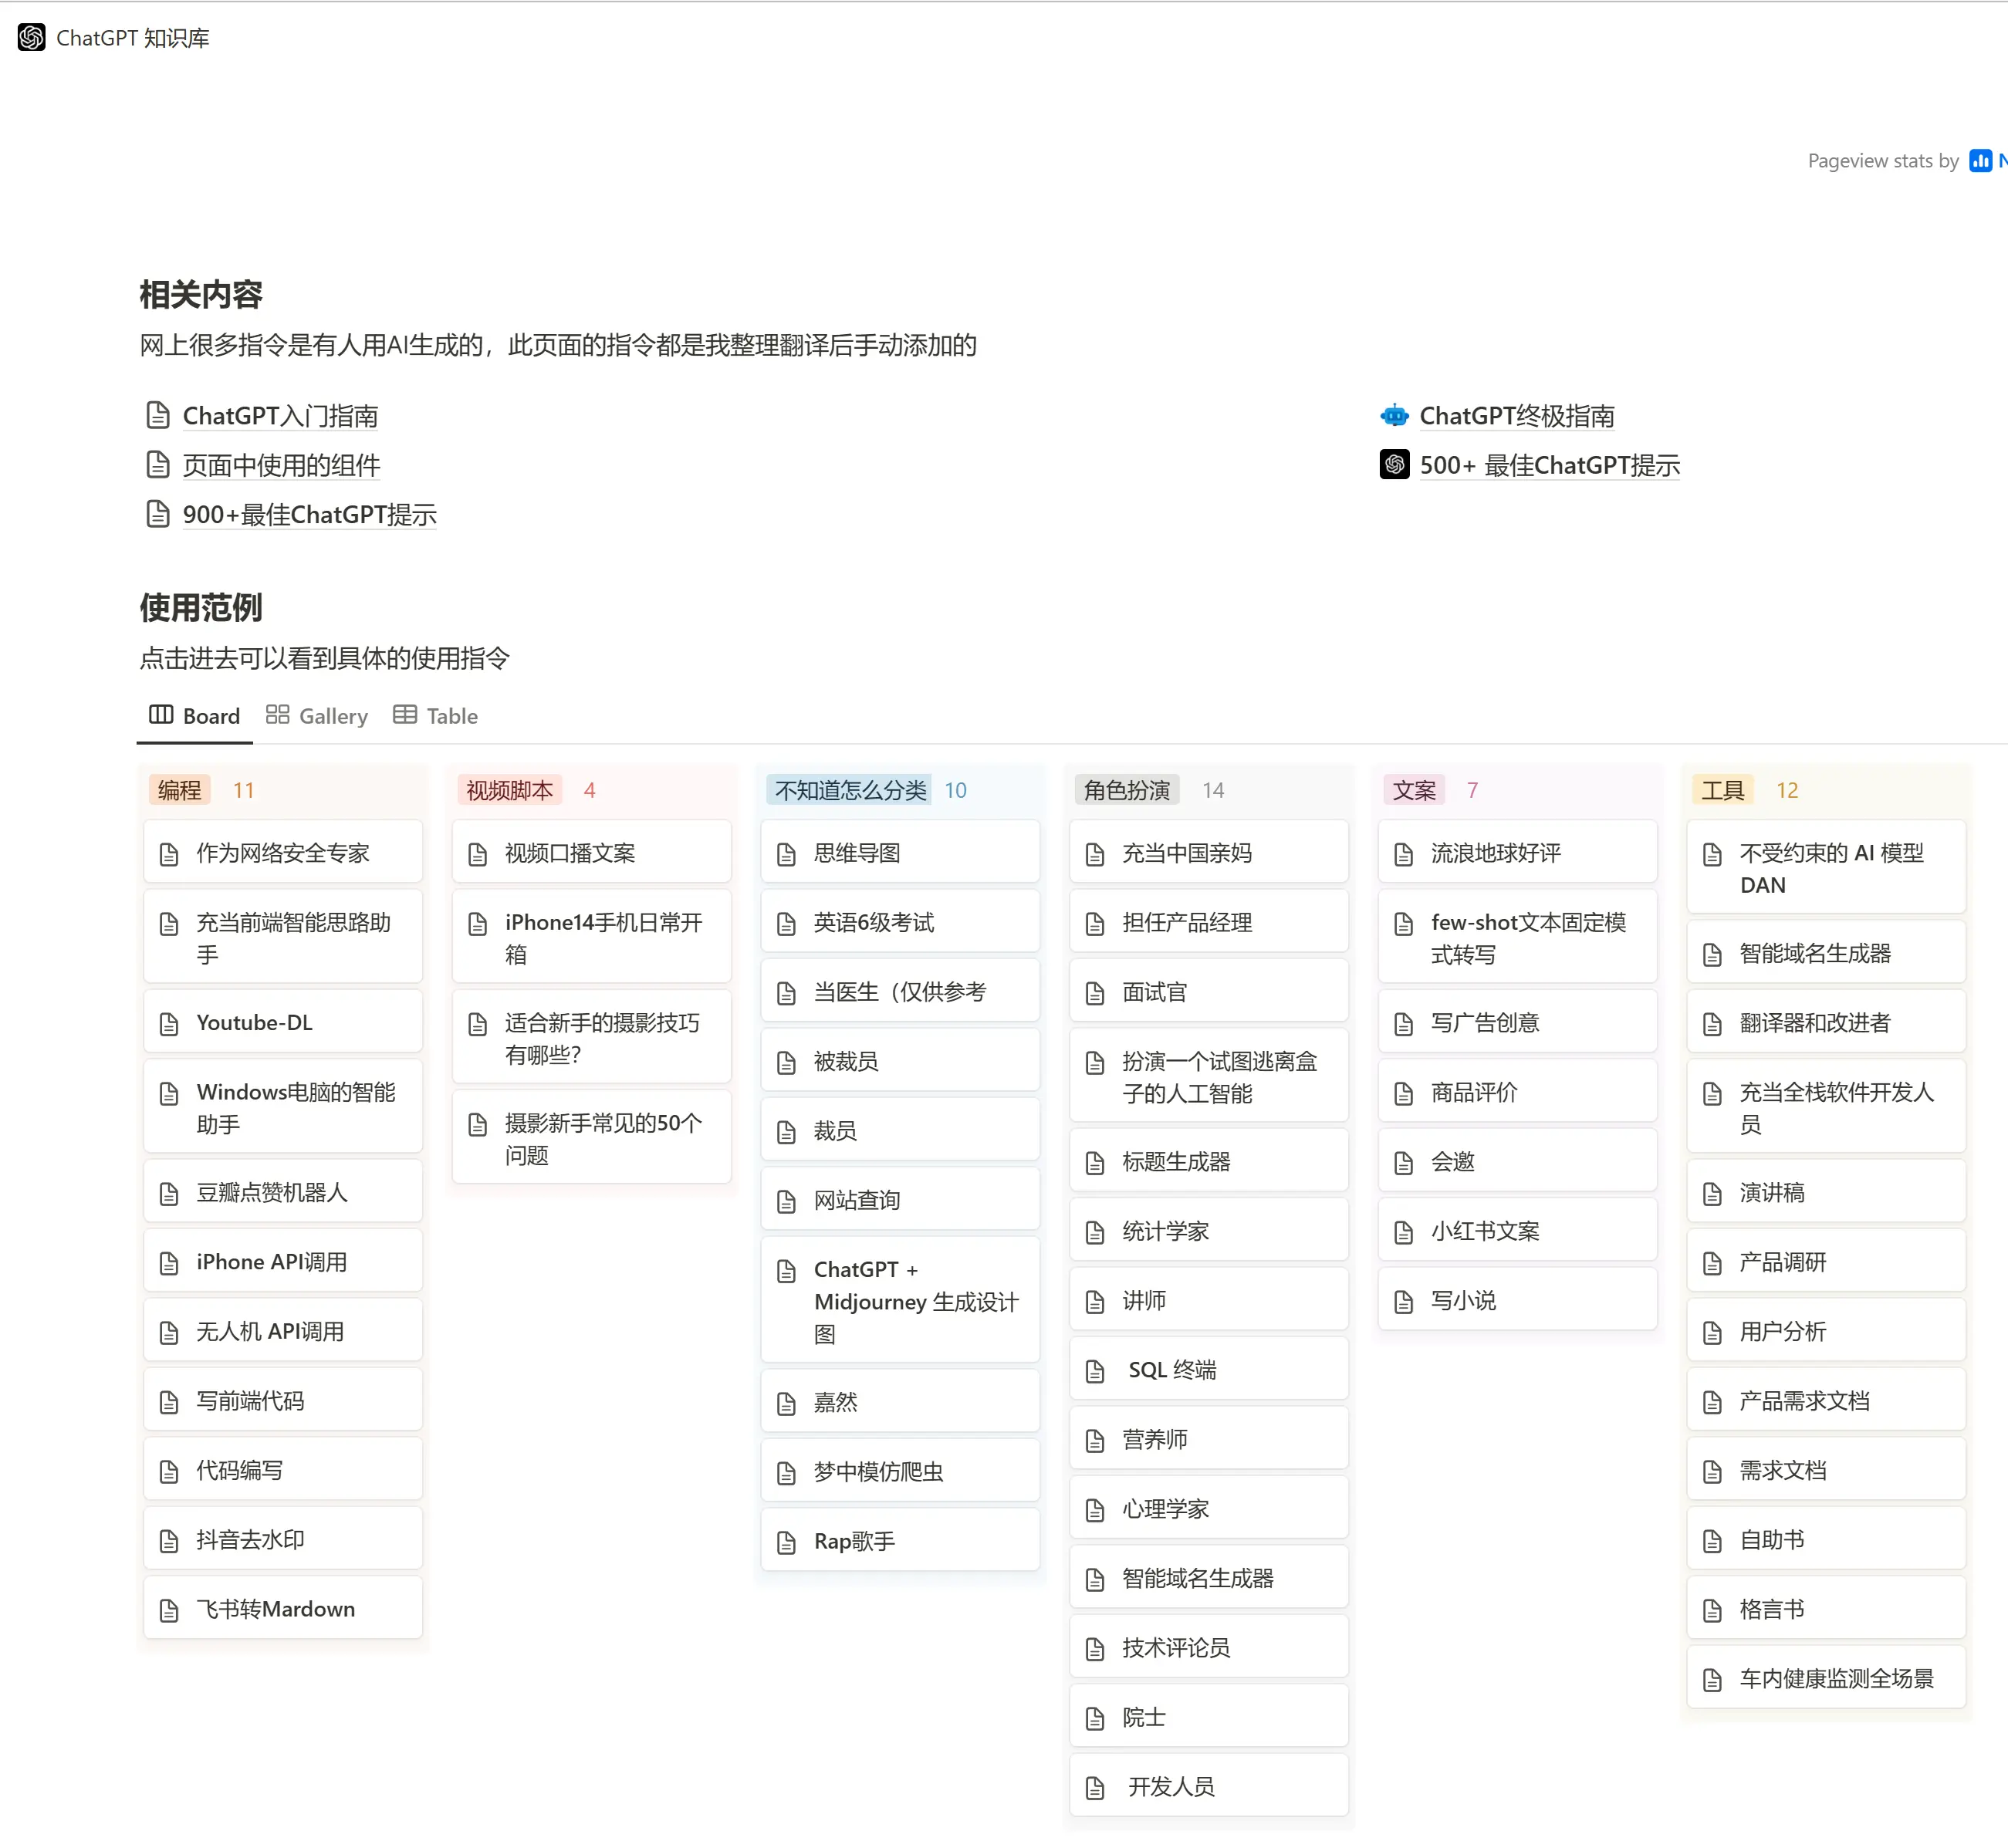 ChatGPT 知识库
Pageview stats by
相关内容
网上很多指令是有人用AI生成的，此页面的指令都是我整理翻译后手动添加的
ChatGPT入门指南
页面中使用的组件
900+最佳ChatGPT提示
ChatGPT终极指南
500+ 最佳ChatGPT提示
使用范例
点击进去可以看到具体的使用指令
Board Gallery Table
编程 11
作为网络安全专家
充当前端智能思路助
手
Youtube-DL
Windows电脑的智能
助手
豆瓣点赞机器人
iPhone API调用
无人机 API调用
写前端代码
代码编写
抖音去水印
飞书转Mardown
视频脚本 4
视频口播文案
iPhone14手机日常开
箱
适合新手的摄影技巧
有哪些？
摄影新手常见的50个
问题
不知道怎么分类 10
思维导图
英语6级考试
当医生（仅供参考
被裁员
裁员
网站查询
ChatGPT +
Midjourney 生成设计
图
嘉然
梦中模仿爬虫
Rap歌手
角色扮演 14
充当中国亲妈
担任产品经理
面试官
扮演一个试图逃离盒
子的人工智能
标题生成器
统计学家
讲师
SQL 终端
营养师
心理学家
智能域名生成器
技术评论员
院士
开发人员
文案 7
流浪地球好评
few-shot文本固定模
式转写
写广告创意
商品评价
会邀
小红书文案
写小说
工具 12
不受约束的 AI 模型
DAN
智能域名生成器
翻译器和改进者
充当全栈软件开发人
员
演讲稿
产品调研
用户分析
产品需求文档
需求文档
自助书
格言书
车内健康监测全场景